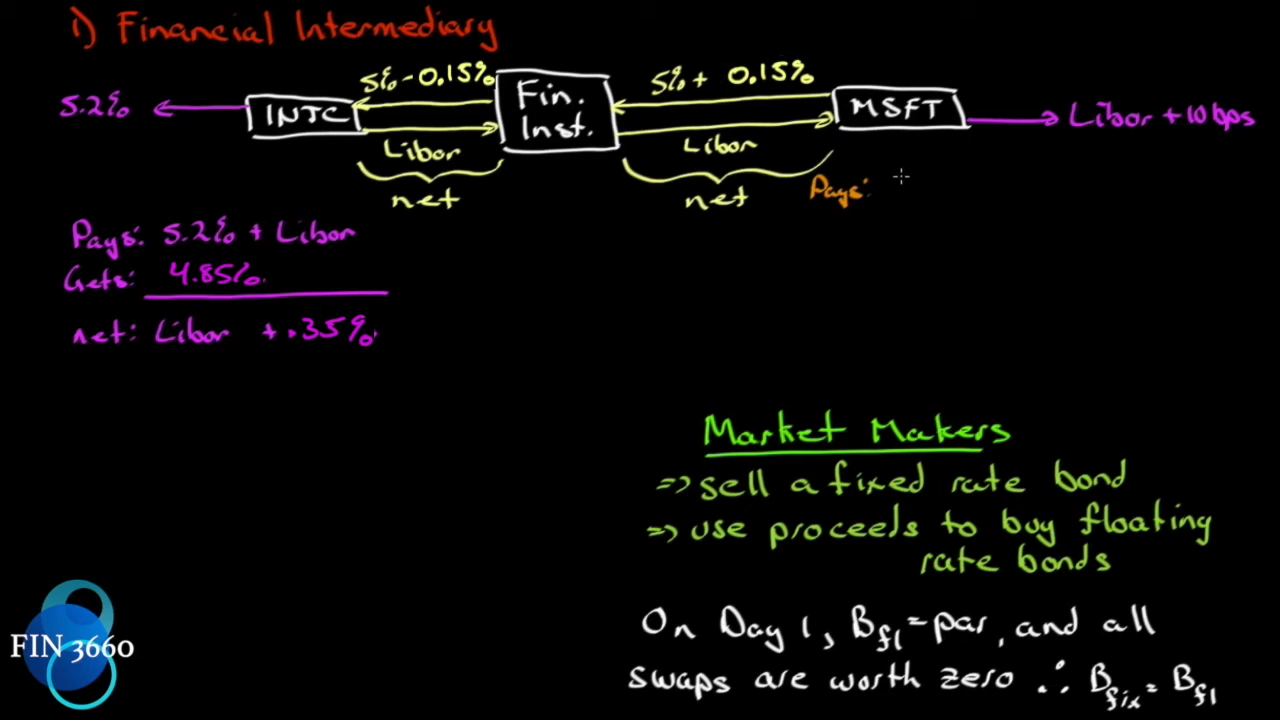 1) Financial Intermediary
5.2%
INTC
5% - 0.15%
Libor
net
Fin.
Inst.
5% + 0.15%
Libor
net
MSFT
Libor + 10 bps
Pays: 5.2% + Libor
Gets: 4.85%
net: Libor + .35%
Pays:
Market Makers
=> sell a fixed rate bond
=> use proceeds to buy floating
rate bonds
On Day 1, Bfl = par, and all
swaps are worth zero ∴ Bfix = Bfl
FIN 3660